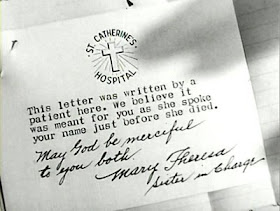 ST. CATHERINE'S
HOSPITAL
This letter was written by a
patient here. We believe it
was meant for you as she spoke
your name just before she died.
May God be merciful
to you both.
Mary Theresa
Sister in Charge